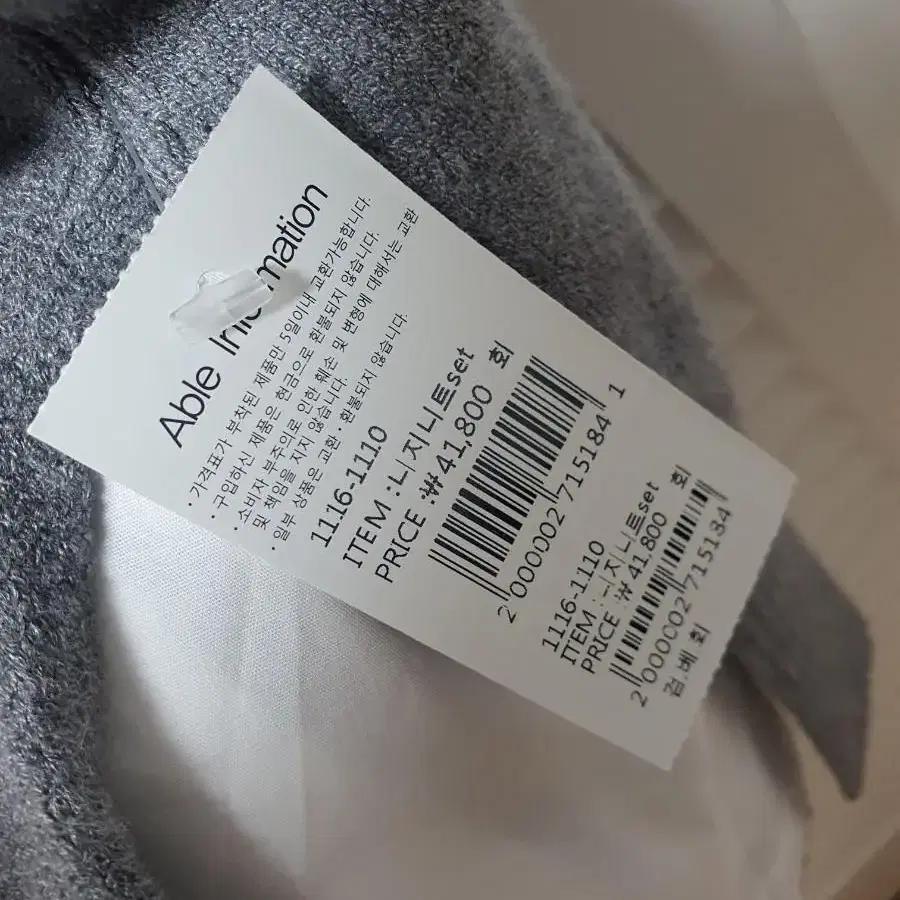 Able Information
· 가격표가 부착된 제품만 5일이내 교환가능합니다.
· 구입하신 제품은 현금으로 환불되지 않습니다.
· 소비자 부주의로 인한 훼손 및 변형에 대해서는 교환
및 책임을 지지 않습니다.
· 일부 상품은 교환 · 환불되지 않습니다.
1116-1110
ITEM :니지니트set
PRICE :₩41,800 회
2 000002 715184 1
1116-1110
ITEM :니지니트set
PRICE :₩41,800 회
2 000002 715184
검.베.회